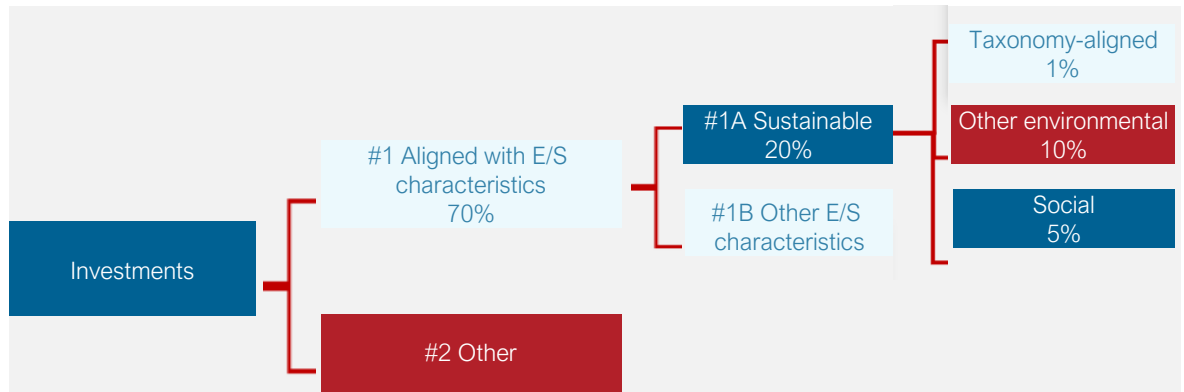 Investments
#1 Aligned with E/S
characteristics
70%
#2 Other
#1A Sustainable
20%
#1B Other E/S
characteristics
Taxonomy-aligned
1%
Other environmental
10%
Social
5%